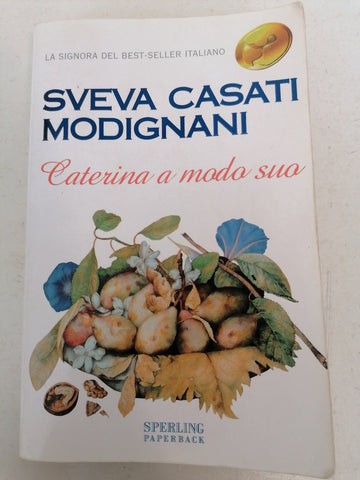 LA SIGNORA DEL BEST-SELLER ITALIANO
SVEVA CASATI
MODIGNANI
Caterina a modo suo
SPERLING
PAPERBACK